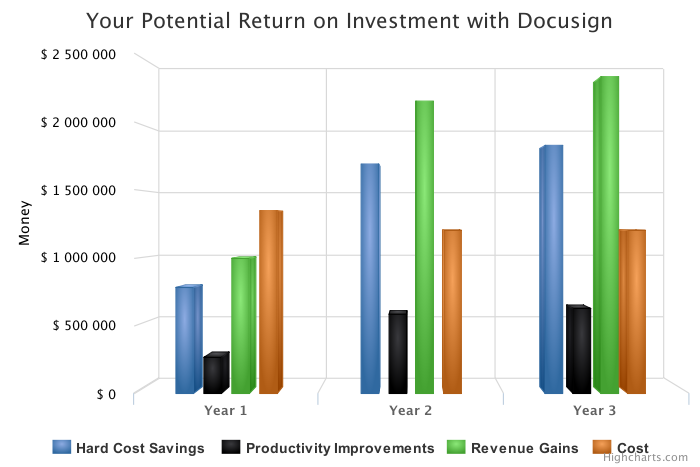 Your Potential Return on Investment with Docusign
Money
$ 2 500 000
$ 2 000 000
$ 1 500 000
$ 1 000 000
$ 500 000
$ 0
Year 1 Year 2 Year 3
Hard Cost Savings Productivity Improvements Revenue Gains Cost
Highcharts.com